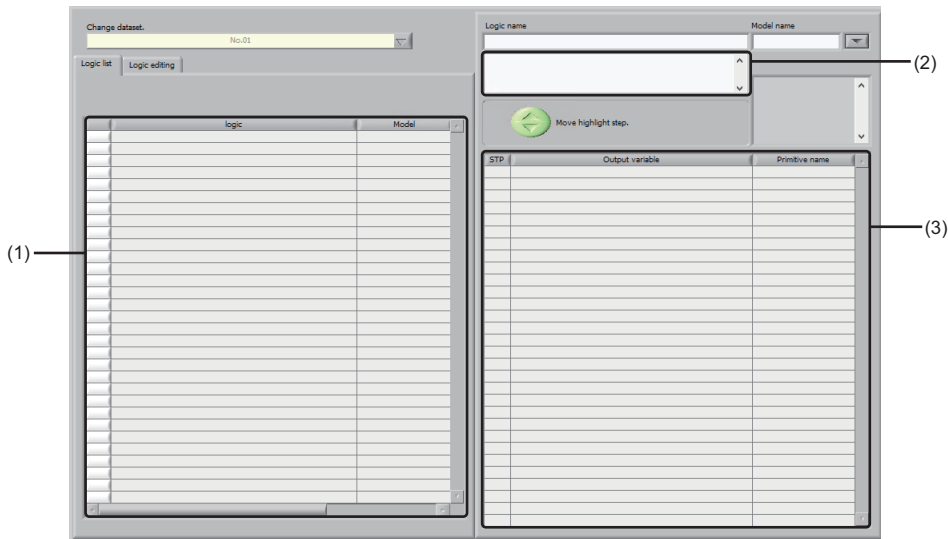 Change dataset.
No.01
Logic list
Logic editing
logic
Model
(1)
Logic name
Model name
(2)
Move highlight step.
STP
Output variable
Primitive name
(3)